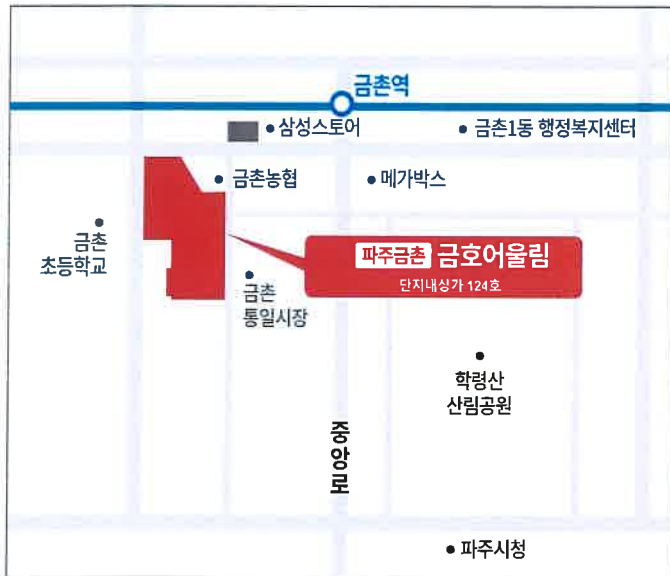 금촌역
삼성스토어
금촌1동 행정복지센터
금촌농협
메가박스
금촌
초등학교
파주금촌 금호어울림
단지내상가 124호
금촌
통일시장
학령산
산림공원
중앙로
파주시청